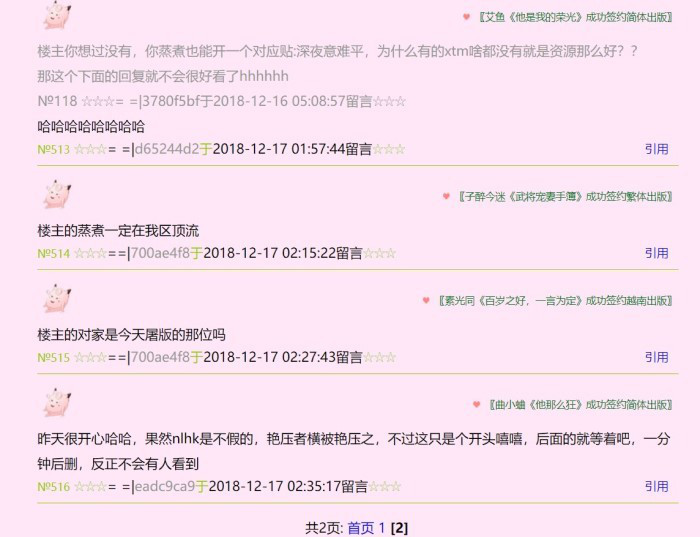 ♥ 〖艾鱼《他是我的荣光》成功签约简体出版〗
楼主你想过没有，你蒸煮也能开一个对应贴:深夜意难平，为什么有的xtm啥都没有就是资源那么好？？
那这个下面的回复就不会很好看了hhhhhh
№118 ☆☆☆= =|3780f5bf于2018-12-16 05:08:57留言☆☆☆
哈哈哈哈哈哈哈哈
№513 ☆☆☆= =|d65244d2于2018-12-17 01:57:44留言☆☆☆ 引用
♥ 〖子醉今迷《武将宠妻手簿》成功签约繁体出版〗
楼主的蒸煮一定在我区顶流
№514 ☆☆☆==|700ae4f8于2018-12-17 02:15:22留言☆☆☆ 引用
♥ 〖素光同《百岁之好，一言为定》成功签约越南出版〗
楼主的对家是今天屠版的那位吗
№515 ☆☆☆==|700ae4f8于2018-12-17 02:27:43留言☆☆☆ 引用
♥ 〖曲小蛐《他那么狂》成功签约简体出版〗
昨天很开心哈哈，果然nlhk是不假的，艳压者横被艳压之，不过这只是个开头嘻嘻，后面的就等着吧，一分
钟后删，反正不会有人看到
№516 ☆☆☆= =|eadc9ca9于2018-12-17 02:35:17留言☆☆☆ 引用
共2页: 首页 1 [2]